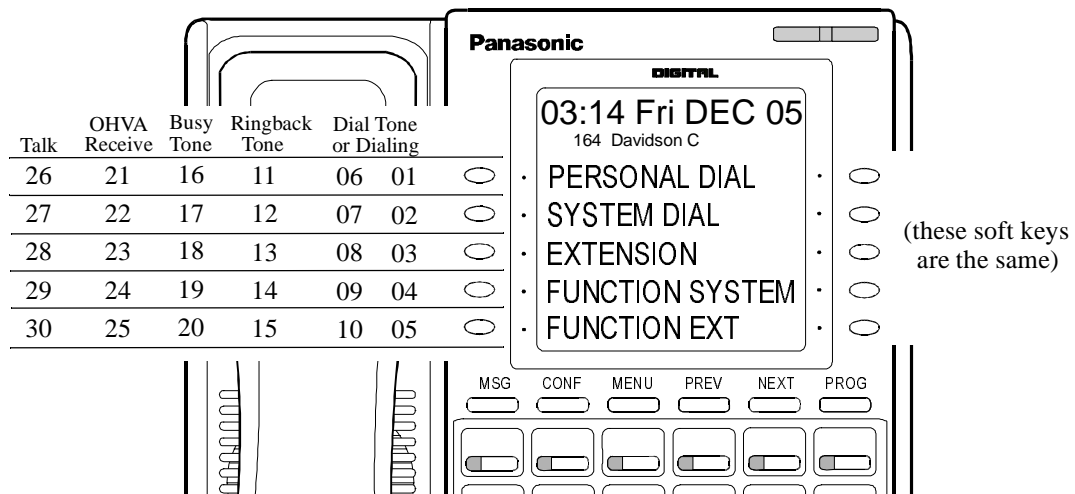 Panasonic
DIGITAL
03:14 Fri DEC 05
164 Davidson C
Talk OHVA Receive Busy Tone Ringback Tone Dial Tone or Dialing
26 21 16 11 06 01 · PERSONAL DIAL ·
27 22 17 12 07 02 · SYSTEM DIAL ·
28 23 18 13 08 03 · EXTENSION ·
29 24 19 14 09 04 · FUNCTION SYSTEM ·
30 25 20 15 10 05 · FUNCTION EXT ·
(these soft keys
are the same)
MSG CONF MENU PREV NEXT PROG